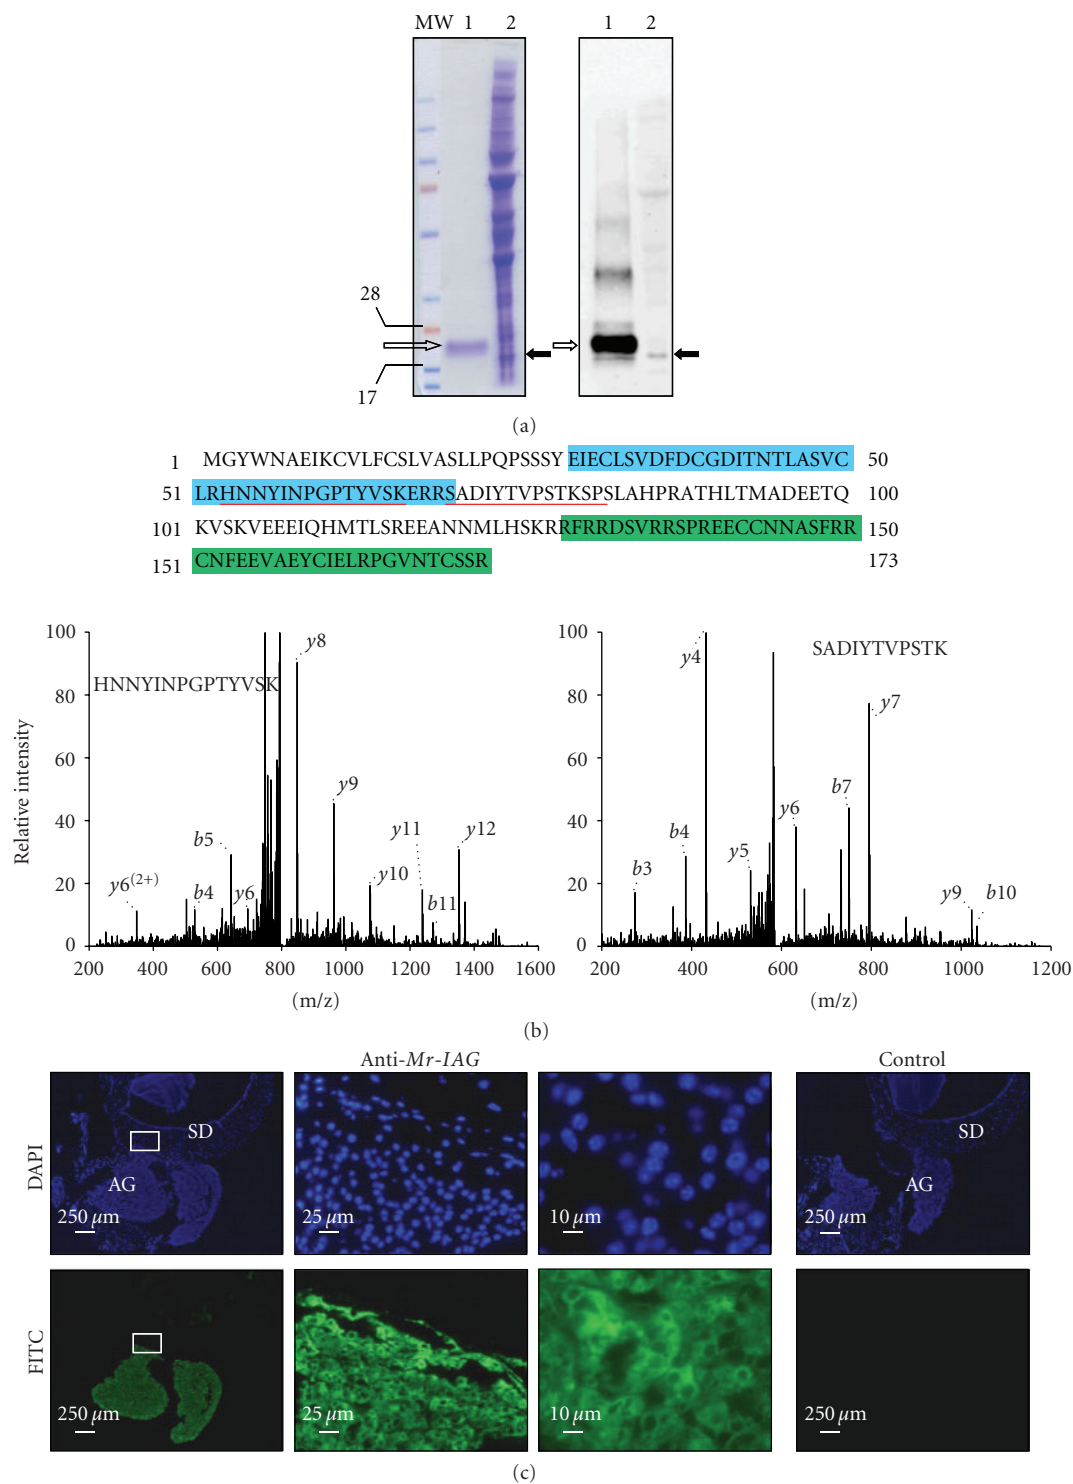 MW 1 2 1 2
28
17
(a)
1 MGYWNAEIKCVLFCSLVASLLPQPSSSYEIECLSVDFDCGDITNTLASVC 50
51 LRHNNYINPGPTYVSKERRSADIYTVPSTKSPSLAHPRATHLTMADEETQ 100
101 KVSKVEEEIQHMTLSREEANNMLHSKRRFRRDSVRRSPREECCNNASFRR 150
151 CNFEEVAEYCIELRPGVNTCSSR 173
100 y8 100 y4 SADIYTVPSTK
HNNYINPGPTYVSK
80 80 y7
Relative intensity
60 60
y9 b7
40 b5 y11 y12 40 b4 y6
y6(2+) b4 y6 y10 b11 b3 y5 y9 b10
20 20
0 0
200 400 600 800 1000 1200 1400 1600 200 400 600 800 1000 1200
(m/z) (m/z)
(b)
Anti-Mr-IAG Control
DAPI SD AG 250 µm 25 µm 10 µm SD AG 250 µm
FITC 250 µm 25 µm 10 µm 250 µm
(c)